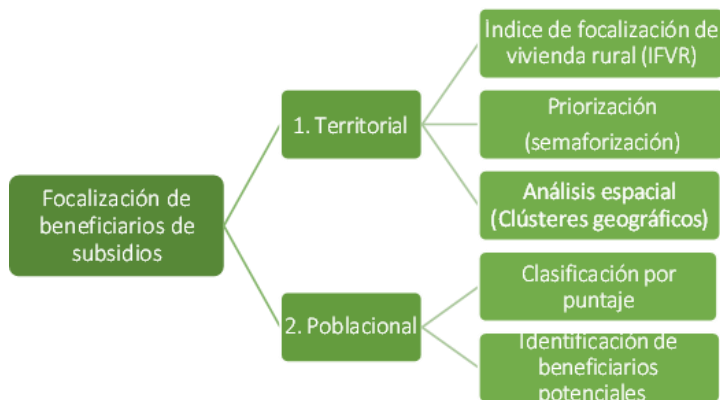 Focalización de
beneficiarios de
subsidios
1. Territorial
Índice de focalización de
vivienda rural (IFVR)
Priorización
(semaforización)
Análisis espacial
(Clústeres geográficos)
2. Poblacional
Clasificación por
puntaje
Identificación de
beneficiarios
potenciales